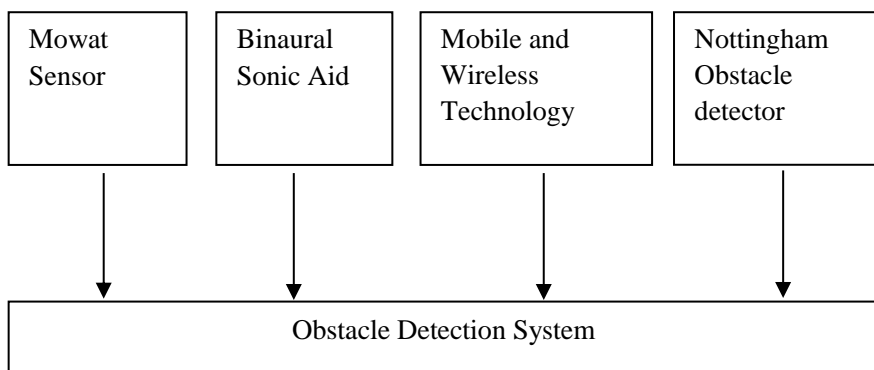 Mowat
Sensor
Binaural
Sonic Aid
Mobile and
Wireless
Technology
Nottingham
Obstacle
detector
Obstacle Detection System